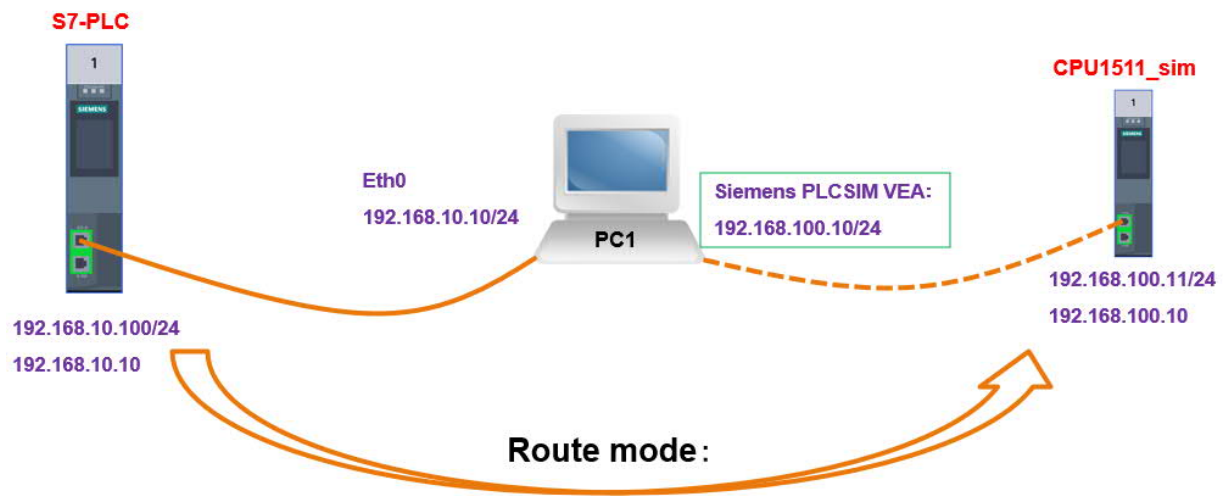 S7-PLC
1
SIEMENS
192.168.10.100/24
192.168.10.10
Eth0
192.168.10.10/24
PC1
Siemens PLCSIM VEA:
192.168.100.10/24
CPU1511_sim
1
SIEMENS
192.168.100.11/24
192.168.100.10
Route mode: